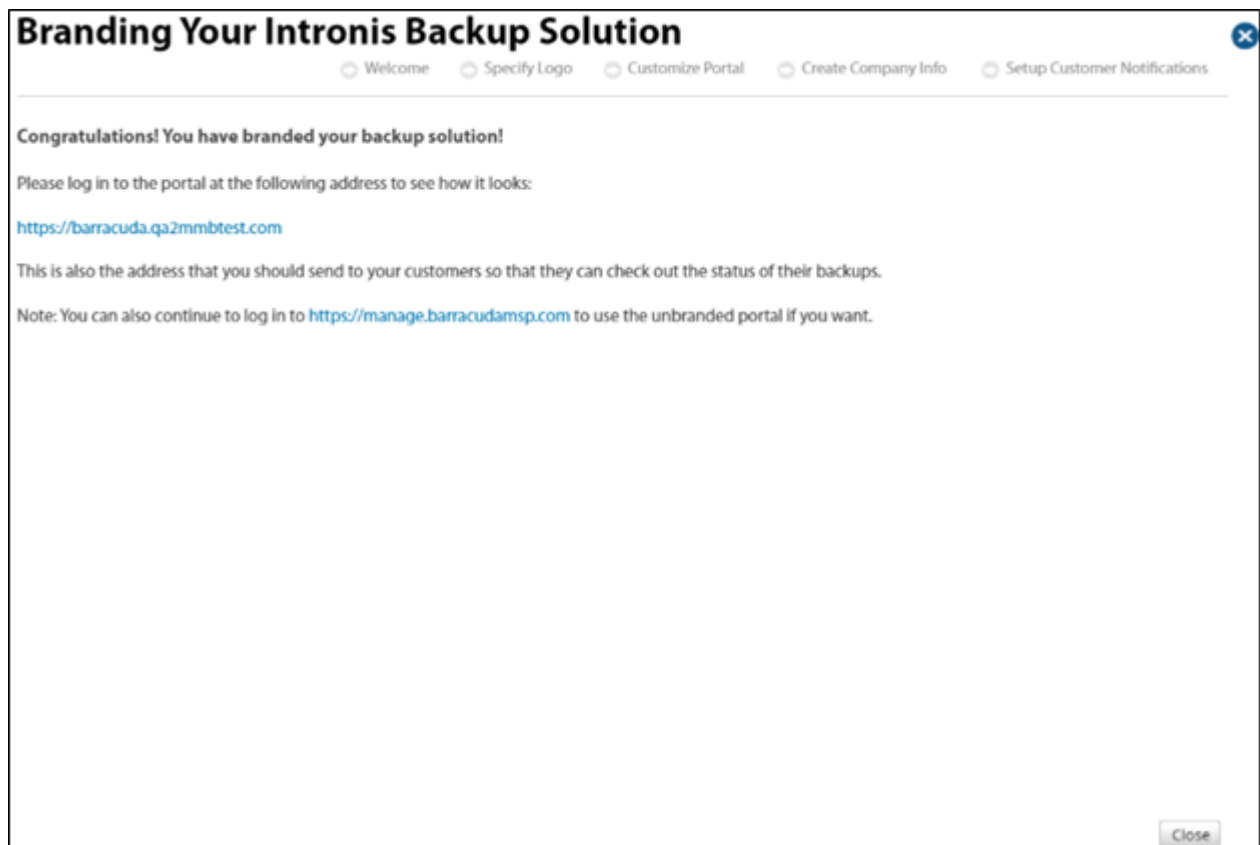 Branding Your Intronis Backup Solution
Welcome Specify Logo Customize Portal Create Company Info Setup Customer Notifications
Congratulations! You have branded your backup solution!
Please log in to the portal at the following address to see how it looks:
https://barracuda.qa2mmbtest.com
This is also the address that you should send to your customers so that they can check out the status of their backups.
Note: You can also continue to log in to https://manage.barracudamsp.com to use the unbranded portal if you want.
Close